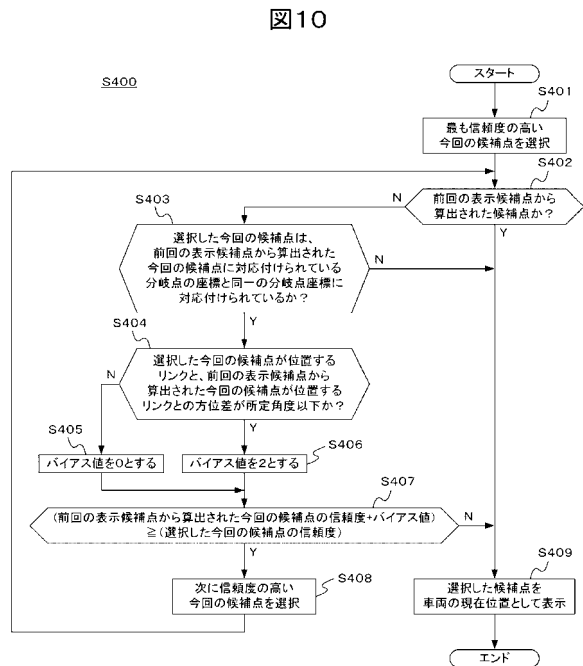 図10
S400
スタート
S401
最も信頼度の高い
今回の候補点を選択
S402
前回の表示候補点から
算出された候補点か？
N
Y
S403
選択した今回の候補点は、
前回の表示候補点から算出された
今回の候補点に対応付けられている
分岐点の座標と同一の分岐点座標に
対応付けられているか？
N
Y
S404
選択した今回の候補点が位置する
リンクと、前回の表示候補点から
算出された今回の候補点が位置する
リンクとの方位差が所定角度以下か？
N
Y
S405
バイアス値を0とする
S406
バイアス値を2とする
S407
(前回の表示候補点から算出された今回の候補点の信頼度+バイアス値)
≧(選択した今回の候補点の信頼度)
N
Y
S408
次に信頼度の高い
今回の候補点を選択
S409
選択した候補点を
車両の現在位置として表示
エンド